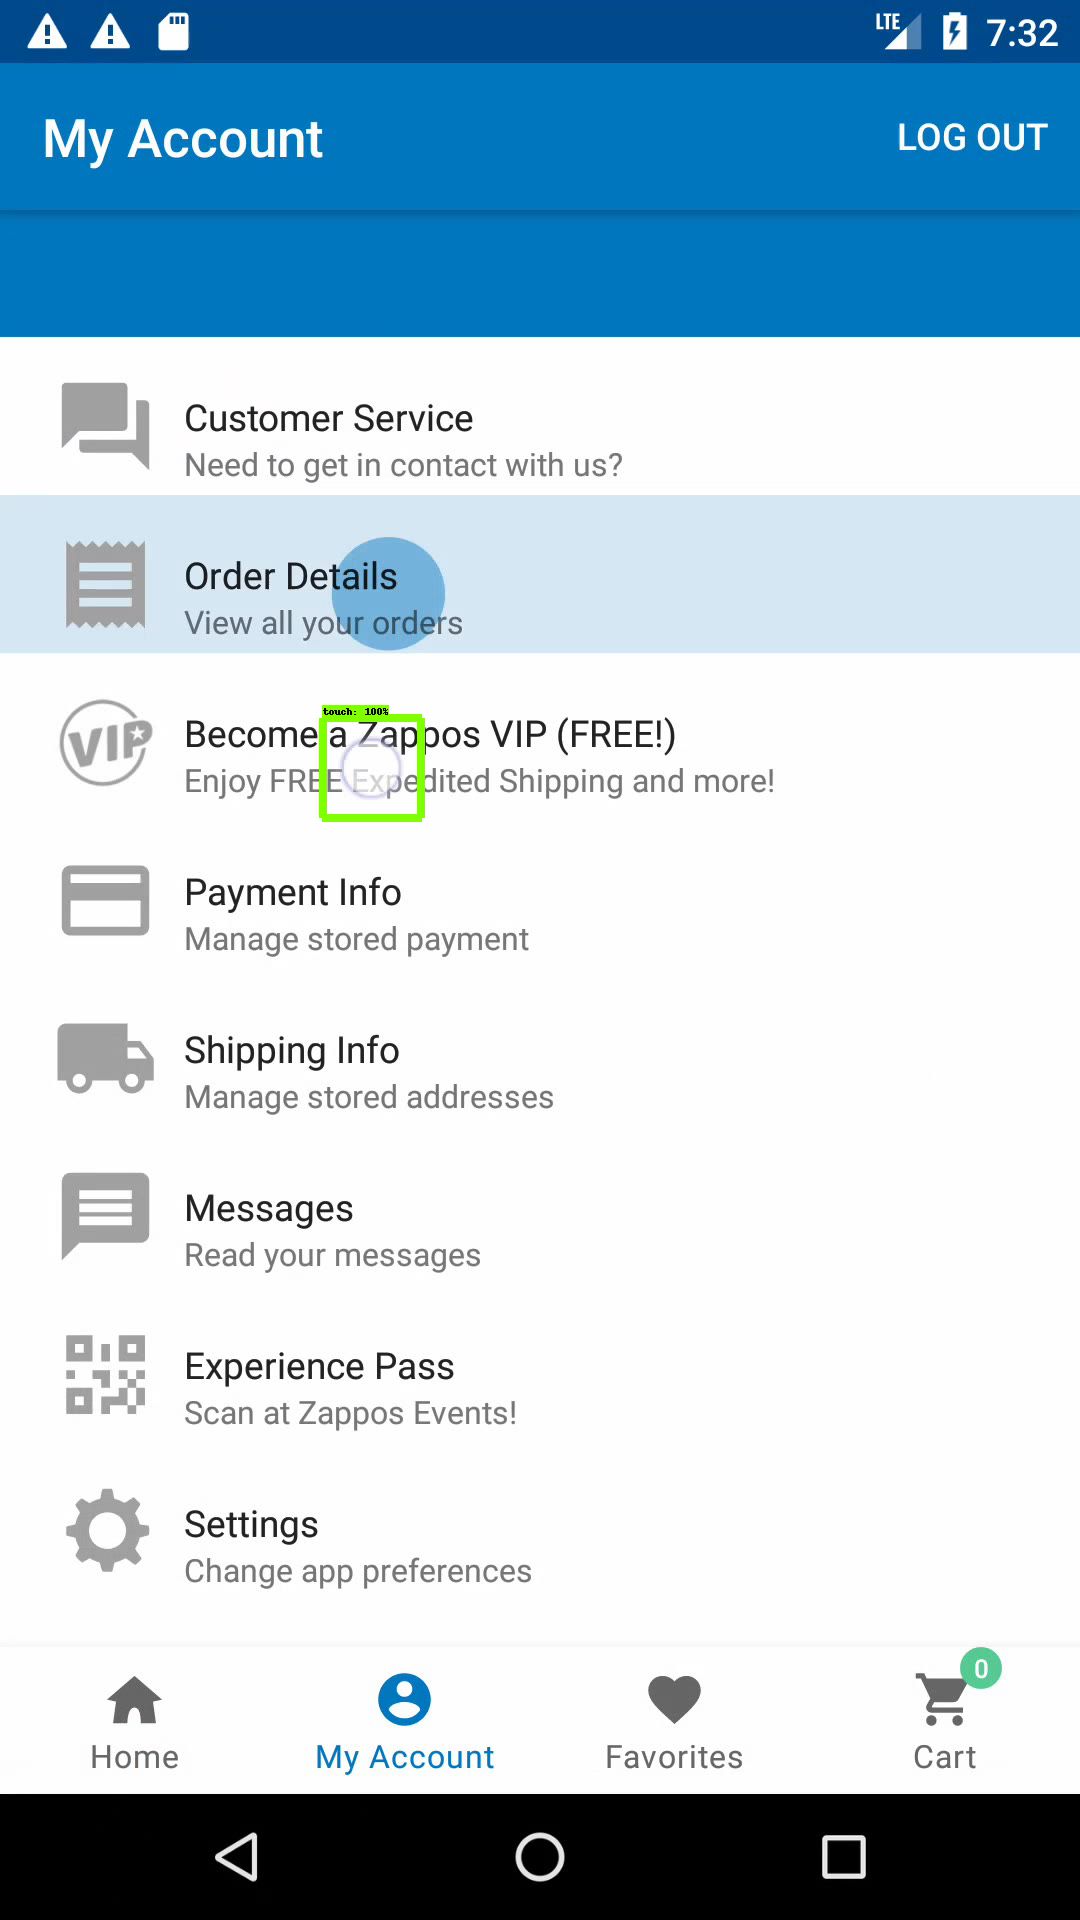 LTE 7:32
My Account LOG OUT
Customer Service
Need to get in contact with us?
Order Details
View all your orders
touch: 100%
VIP
Become a Zappos VIP (FREE!)
Enjoy FREE Expedited Shipping and more!
Payment Info
Manage stored payment
Shipping Info
Manage stored addresses
Messages
Read your messages
Experience Pass
Scan at Zappos Events!
Settings
Change app preferences
0
Home My Account Favorites Cart